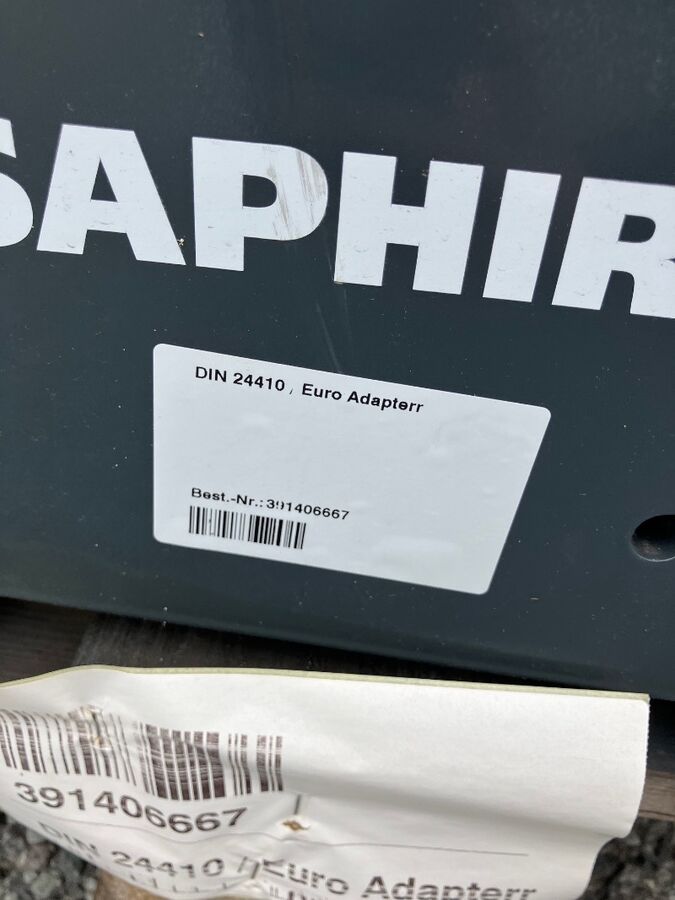 SAPHIR
DIN 24410 / Euro Adapterr
Best.-Nr.: 391406667
391406667
DIN 24410 // Euro Adapterr